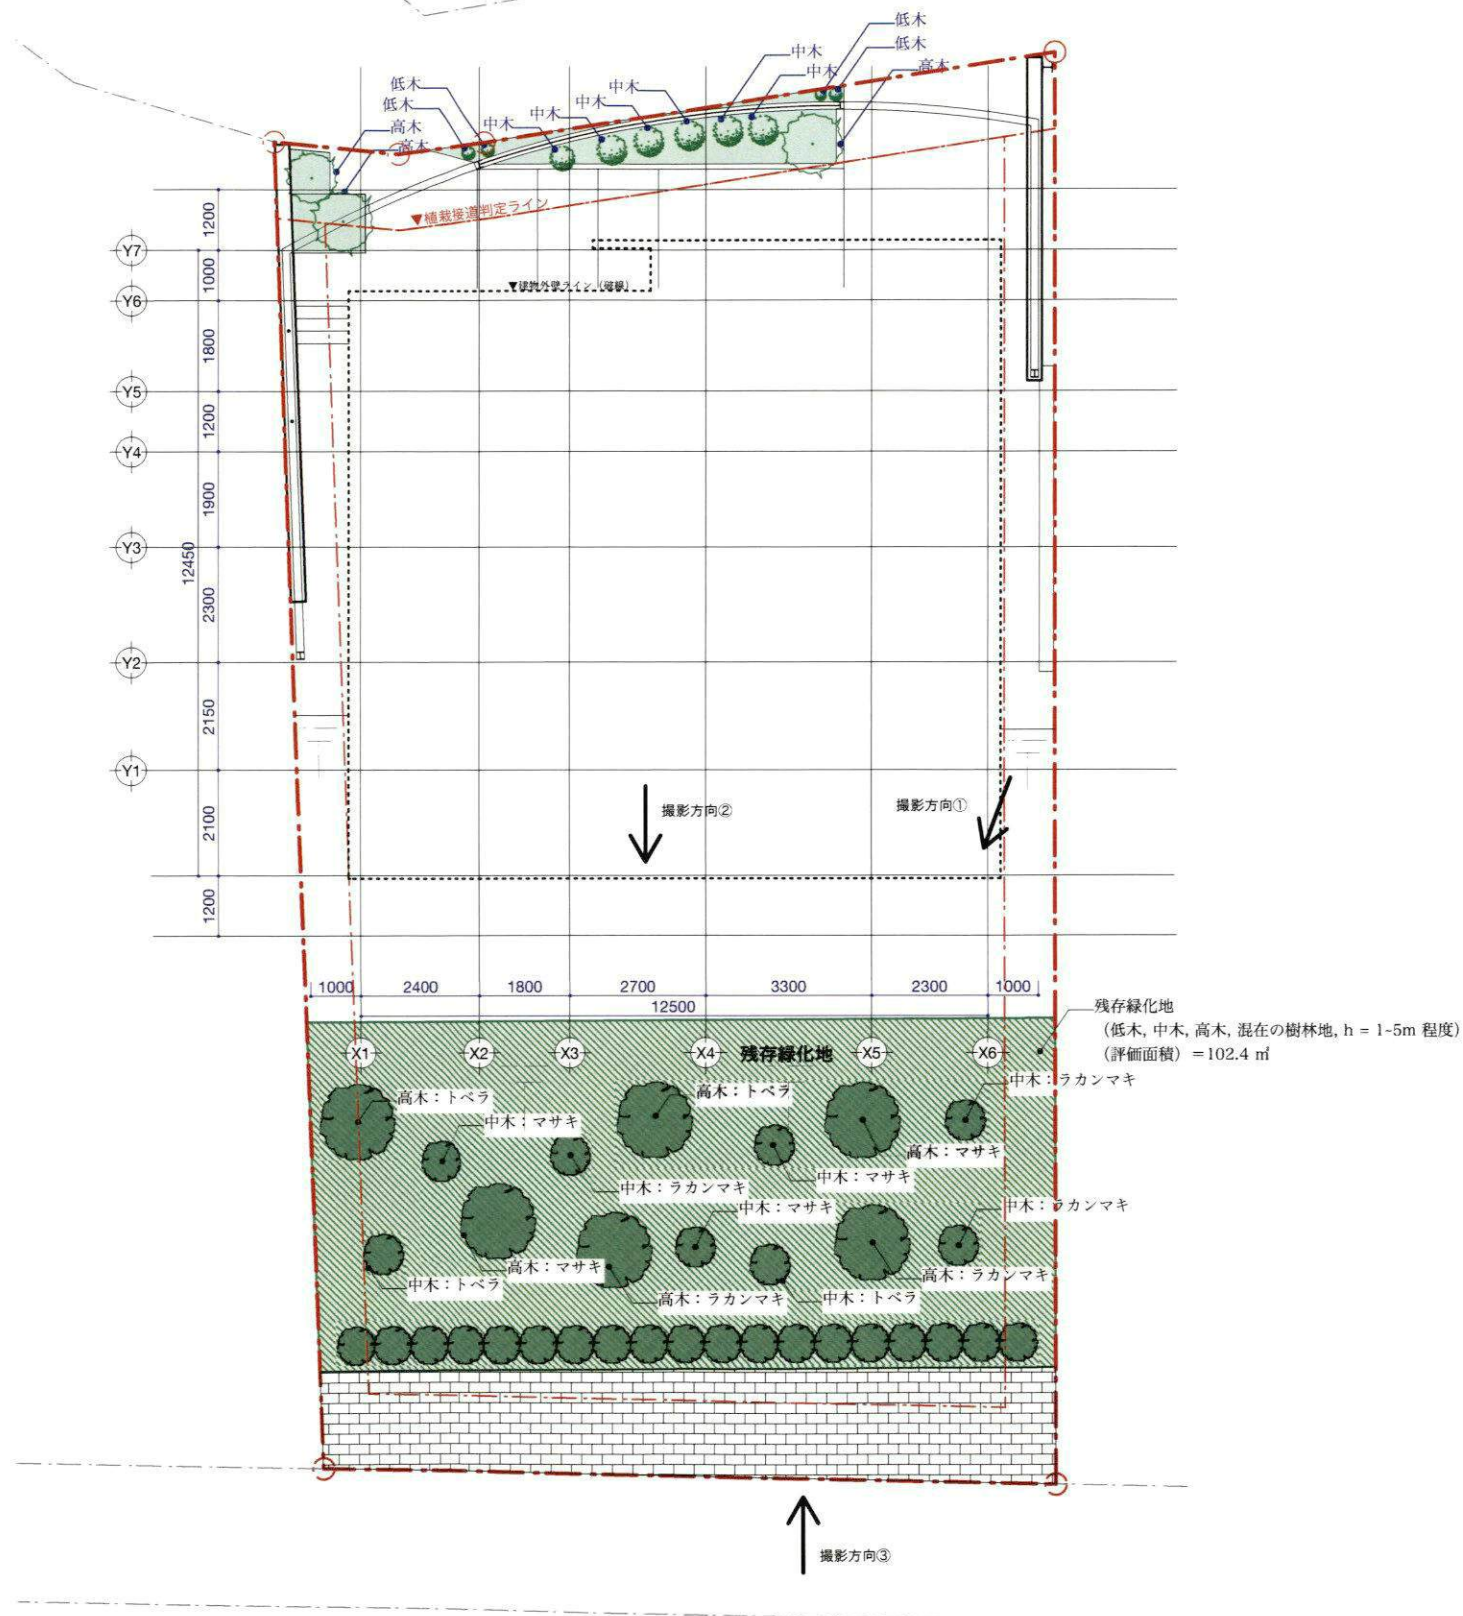 低木
低木
高木
中木
中木
中木
中木
中木
中木
低木
低木
高木
高木
▼植栽接道判定ライン
▼建物外壁ライン（破線）
Y7
Y6
Y5
Y4
Y3
Y2
Y1
1200
1000
1800
1200
1900
2300
2150
2100
1200
12450
撮影方向②
撮影方向①
1000
2400
1800
2700
3300
2300
1000
12500
残存緑化地
（低木, 中木, 高木, 混在の樹林地, h = 1-5m 程度）
（評価面積）＝102.4 ㎡
X1
X2
X3
X4
残存緑化地
X5
X6
中木：ラカンマキ
高木：トベラ
高木：トベラ
中木：マサキ
高木：マサキ
中木：ラカンマキ
中木：マサキ
中木：マサキ
中木：ラカンマキ
高木：マサキ
中木：トベラ
高木：ラカンマキ
高木：ラカンマキ
中木：トベラ
撮影方向③